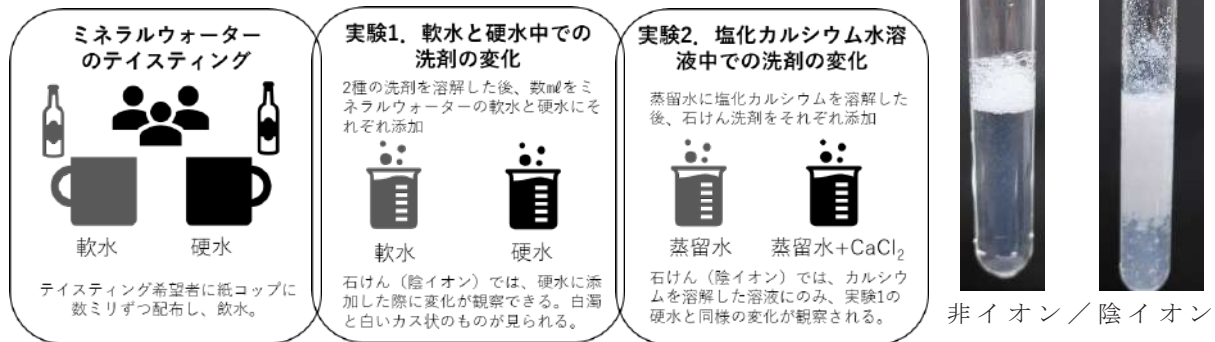 ミネラルウォーター
のテイスティング
軟水
硬水
テイスティング希望者に紙コップに
数ミリずつ配布し、飲水。
実験1．軟水と硬水中での
洗剤の変化
2種の洗剤を溶解した後、数㎖をミ
ネラルウォーターの軟水と硬水にそ
れぞれ添加
軟水
硬水
石けん（陰イオン）では、硬水に添
加した際に変化が観察できる。白濁
と白いカス状のものが見られる。
実験2．塩化カルシウム水溶
液中での洗剤の変化
蒸留水に塩化カルシウムを溶解した
後、石けん洗剤をそれぞれ添加
蒸留水
蒸留水+CaCl₂
石けん（陰イオン）では、カルシウ
ムを溶解した溶液にのみ、実験1の
硬水と同様の変化が観察される。
非イオン／陰イオン